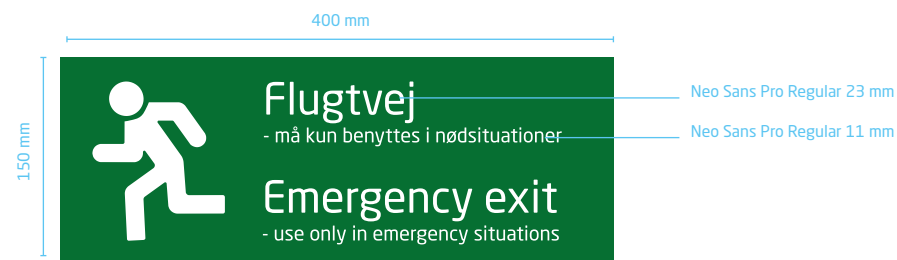 400 mm
150 mm
Flugtvej
- må kun benyttes i nødsituationer
Emergency exit
- use only in emergency situations
Neo Sans Pro Regular 23 mm
Neo Sans Pro Regular 11 mm